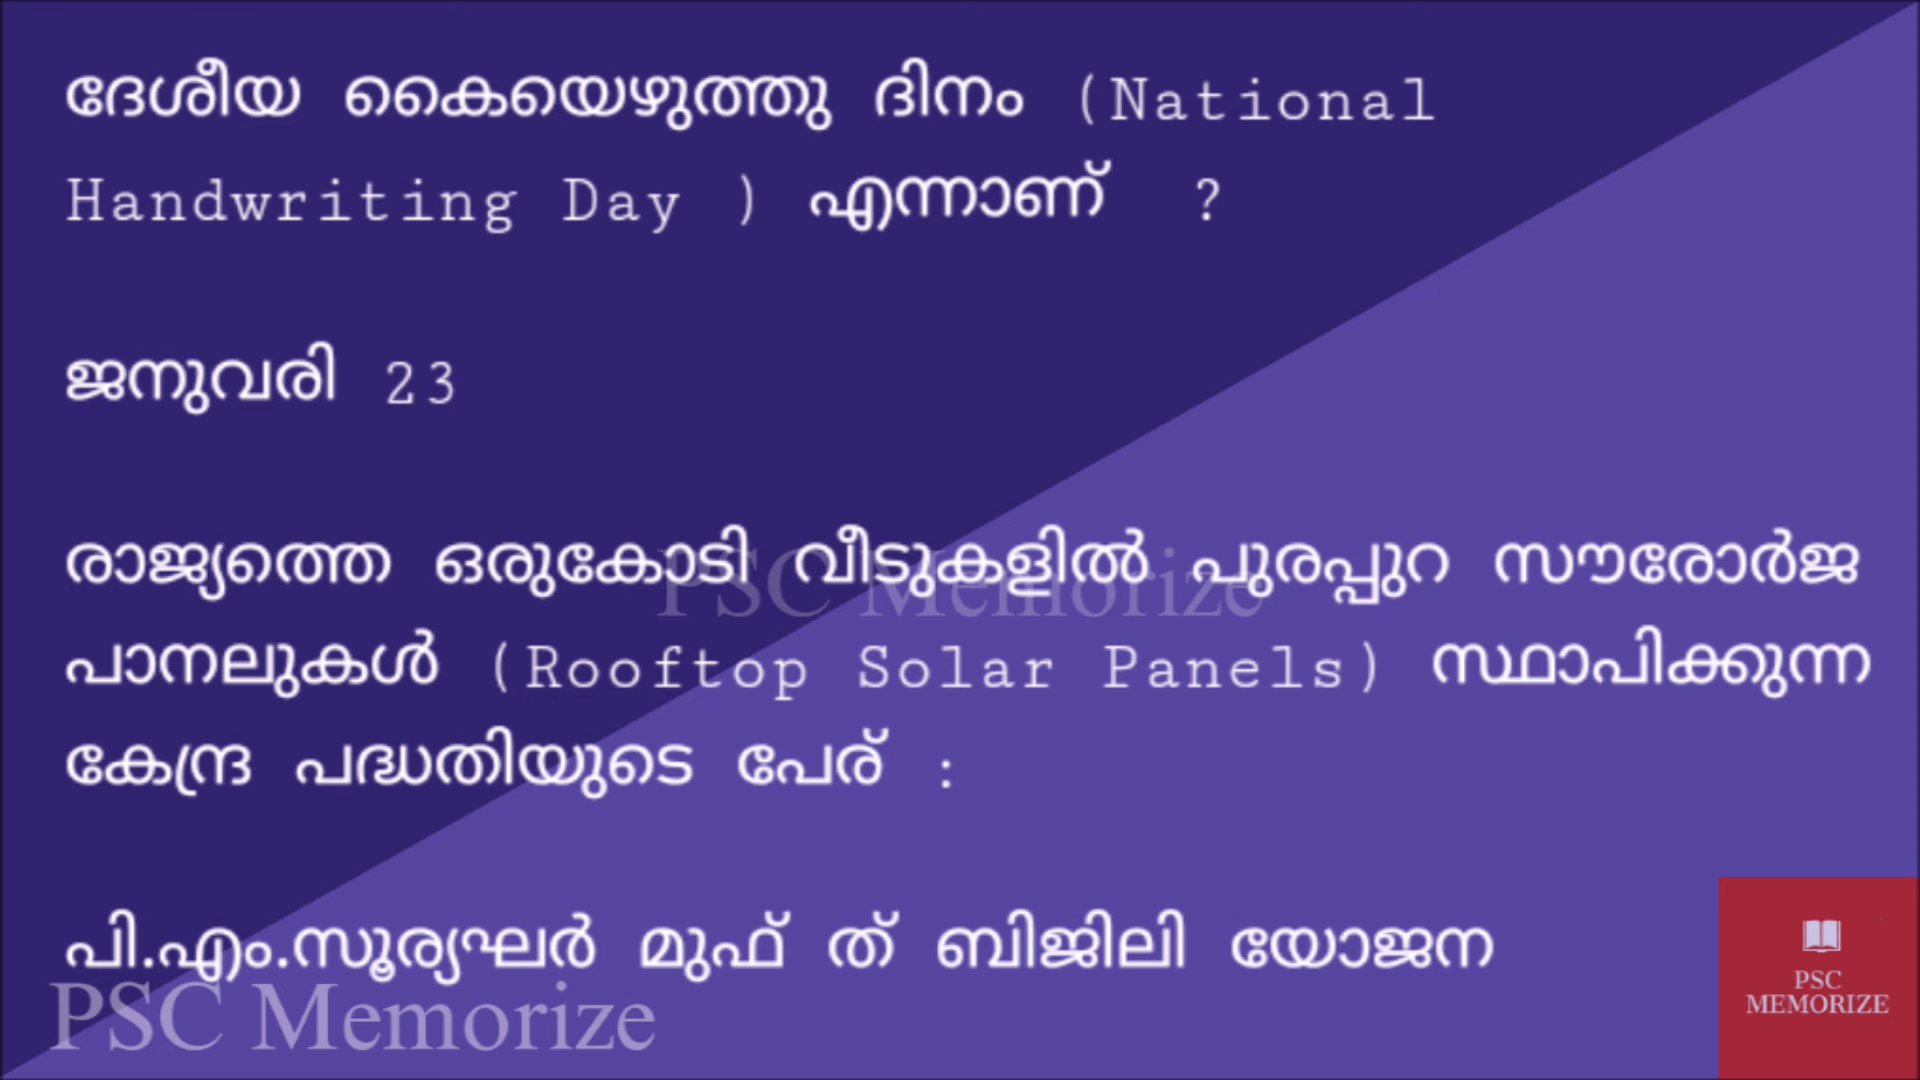 ദേശീയ കൈയെഴുത്തു ദിനം (National
Handwriting Day ) എന്നാണ് ?
ജനുവരി 23
രാജ്യത്തെ ഒരുകോടി വീടുകളിൽ പുരപ്പുറ സൗരോർജ
പാനലുകൾ (Rooftop Solar Panels) സ്ഥാപിക്കുന്ന
കേന്ദ്ര പദ്ധതിയുടെ പേര് :
പി.എം.സൂര്യഘർ മുഫ് ത് ബിജിലി യോജന
PSC Memorize
PSC Memorize
PSC
MEMORIZE